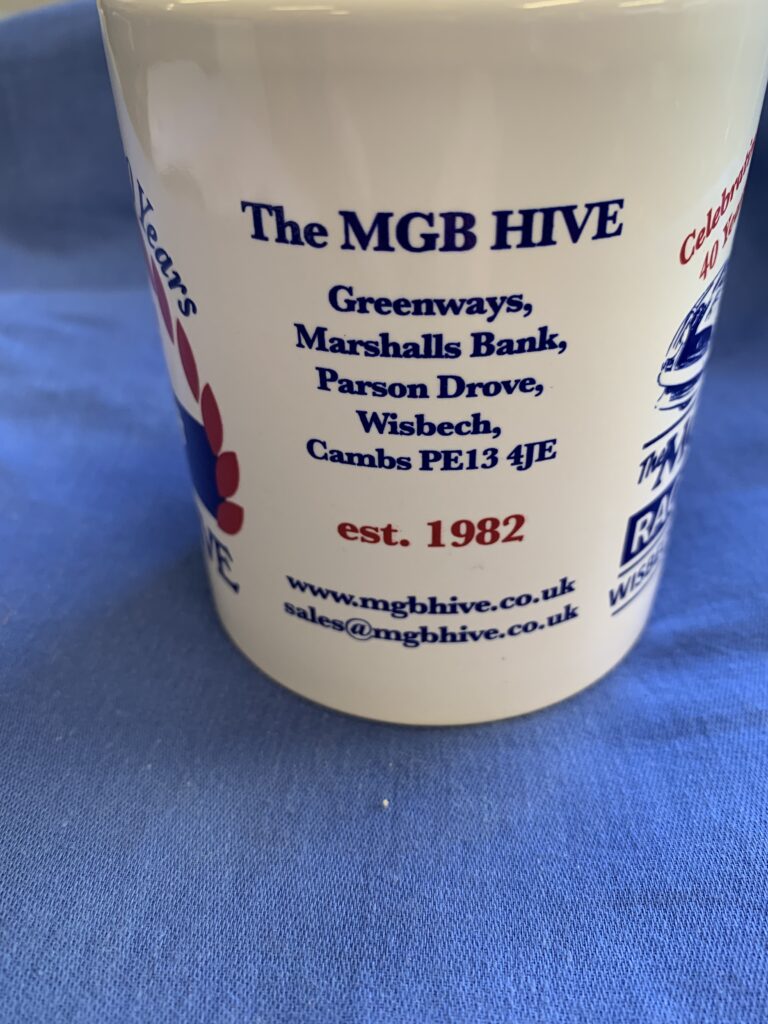 The MGB HIVE
Greenways,
Marshalls Bank,
Parson Drove,
Wisbech,
Cambs PE13 4JE
est. 1982
www.mgbhive.co.uk
sales@mgbhive.co.uk
Years
40